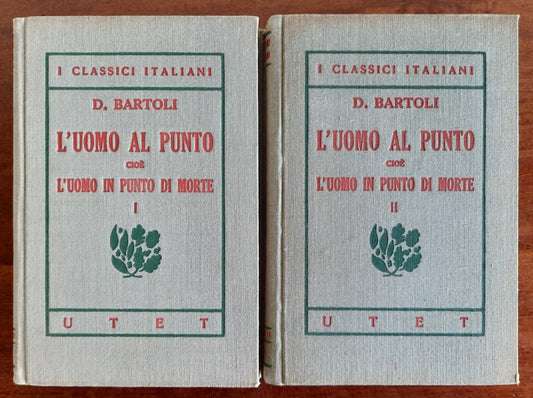 I CLASSICI ITALIANI
D. BARTOLI
L'UOMO AL PUNTO
CIOÈ
L'UOMO IN PUNTO DI MORTE
I
UTET
I CLASSICI ITALIANI
D. BARTOLI
L'UOMO AL PUNTO
CIOÈ
L'UOMO IN PUNTO DI MORTE
II
UTET